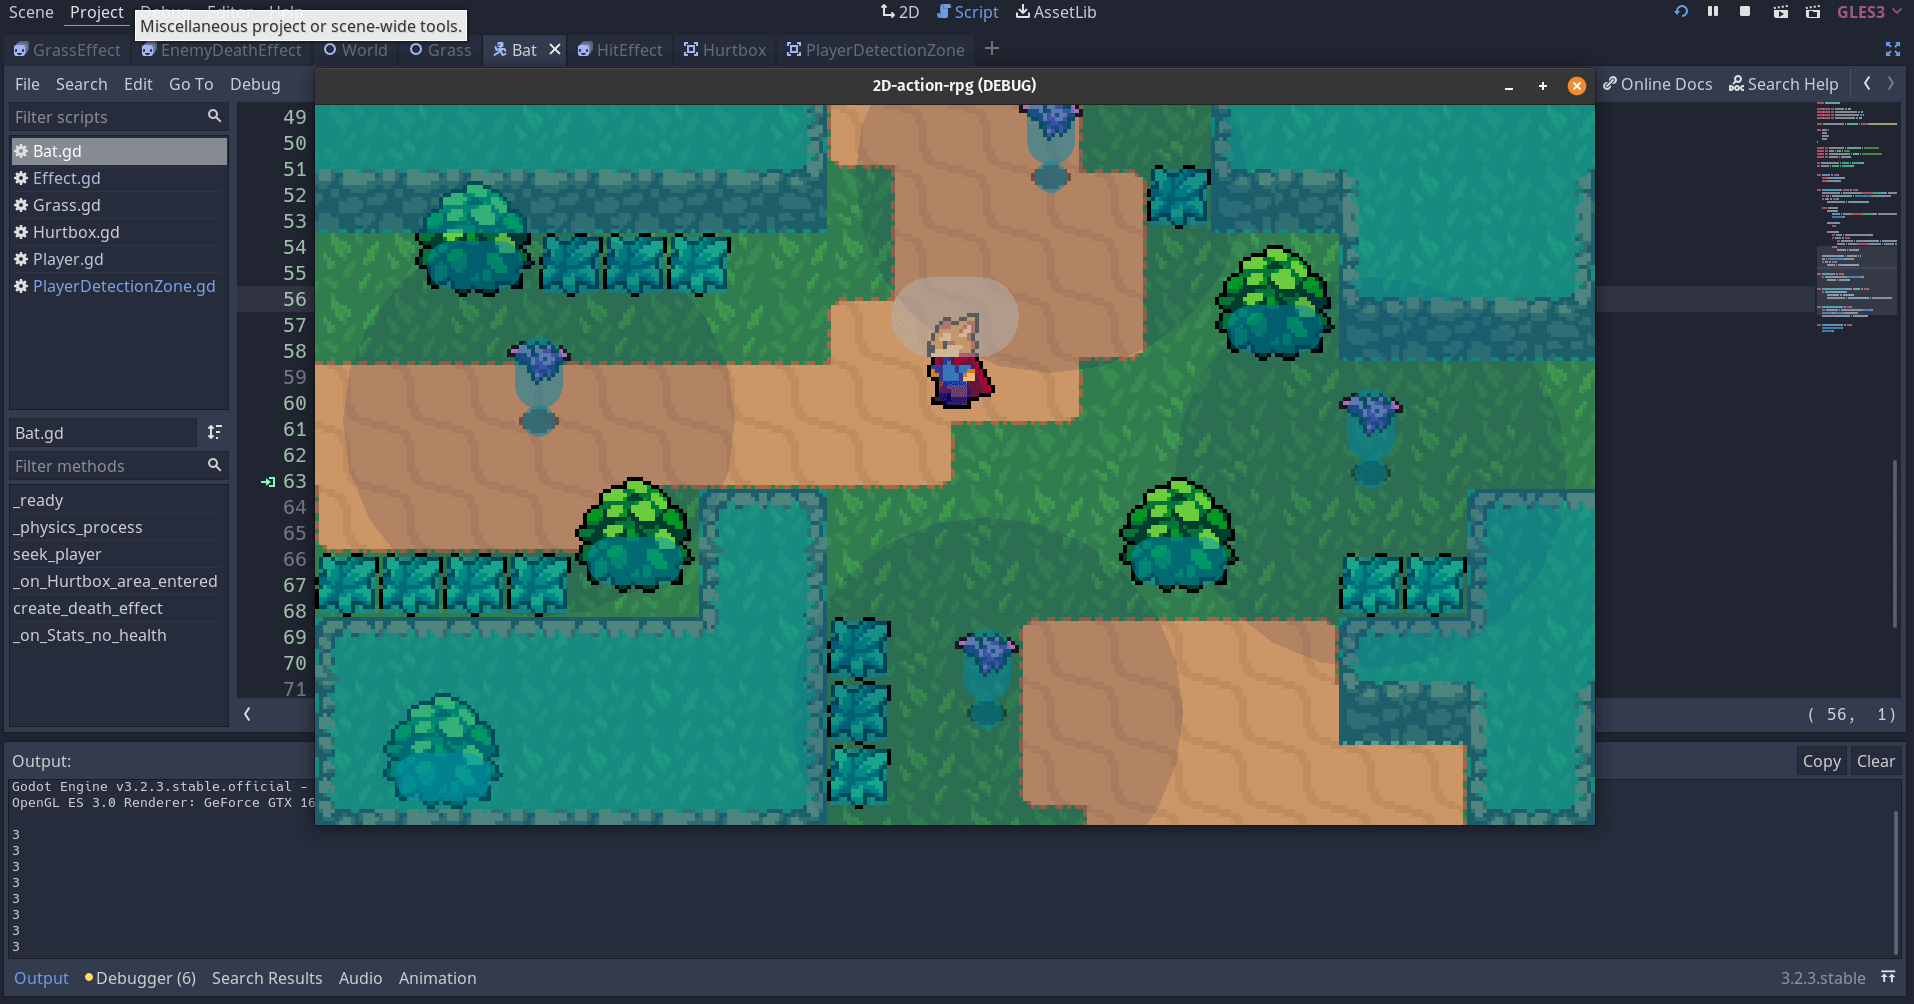 Scene Project Debug Editor Help
2D Script AssetLib GLES3
Miscellaneous project or scene-wide tools.
GrassEffect EnemyDeathEffect World Grass Bat HitEffect Hurtbox PlayerDetectionZone
File Search Edit Go To Debug
2D-action-rpg (DEBUG)
Online Docs Search Help
Filter scripts
Bat.gd
Effect.gd
Grass.gd
Hurtbox.gd
Player.gd
PlayerDetectionZone.gd
Bat.gd
Filter methods
_ready
_physics_process
seek_player
_on_Hurtbox_area_entered
create_death_effect
_on_Stats_no_health
49
50
51
52
53
54
55
56
57
58
59
60
61
62
63
64
65
66
67
68
69
70
71
( 56, 1)
Output:
Copy Clear
Godot Engine v3.2.3.stable.official -
OpenGL ES 3.0 Renderer: GeForce GTX 16
3
3
3
3
3
3
3
3
Output Debugger (6) Search Results Audio Animation
3.2.3.stable